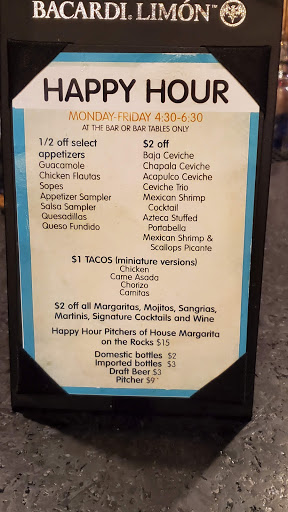 BACARDI. LIMÓN™
HAPPY HOUR
MONDAY-FRIDAY 4:30-6:30
AT THE BAR OR BAR TABLES ONLY
1/2 off select
appetizers
Guacamole
Chicken Flautas
Sopes
Appetizer Sampler
Salsa Sampler
Quesadillas
Queso Fundido
$2 off
Baja Ceviche
Chapala Ceviche
Acapulco Ceviche
Ceviche Trio
Mexican Shrimp
Cocktail
Azteca Stuffed
Portabella
Mexican Shrimp &
Scallops Picante
$1 TACOS (miniature versions)
Chicken
Carne Asada
Chorizo
Carnitas
$2 off all Margaritas, Mojitos, Sangrias,
Martinis, Signature Cocktails and Wine
Happy Hour Pitchers of House Margarita
on the Rocks $15
Domestic bottles $2
Imported bottles $3
Draft Beer $3
Pitcher $9